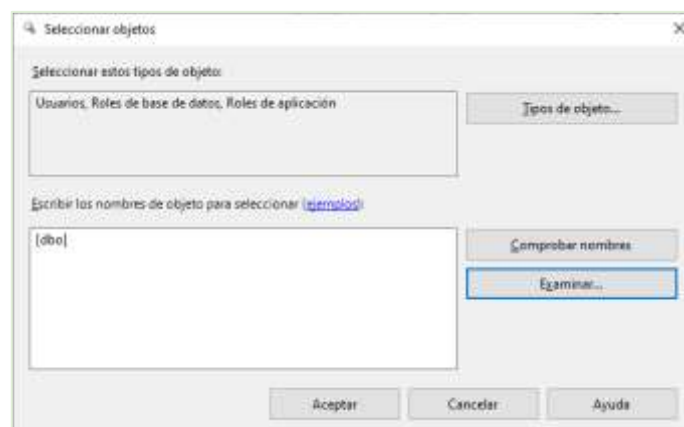 Seleccionar objetos
Seleccionar estos tipos de objeto:
Usuarios, Roles de base de datos, Roles de aplicación
Tipos de objeto...
Escribir los nombres de objeto para seleccionar (ejemplos):
[dbo]
Comprobar nombres
Examinar...
Aceptar
Cancelar
Ayuda